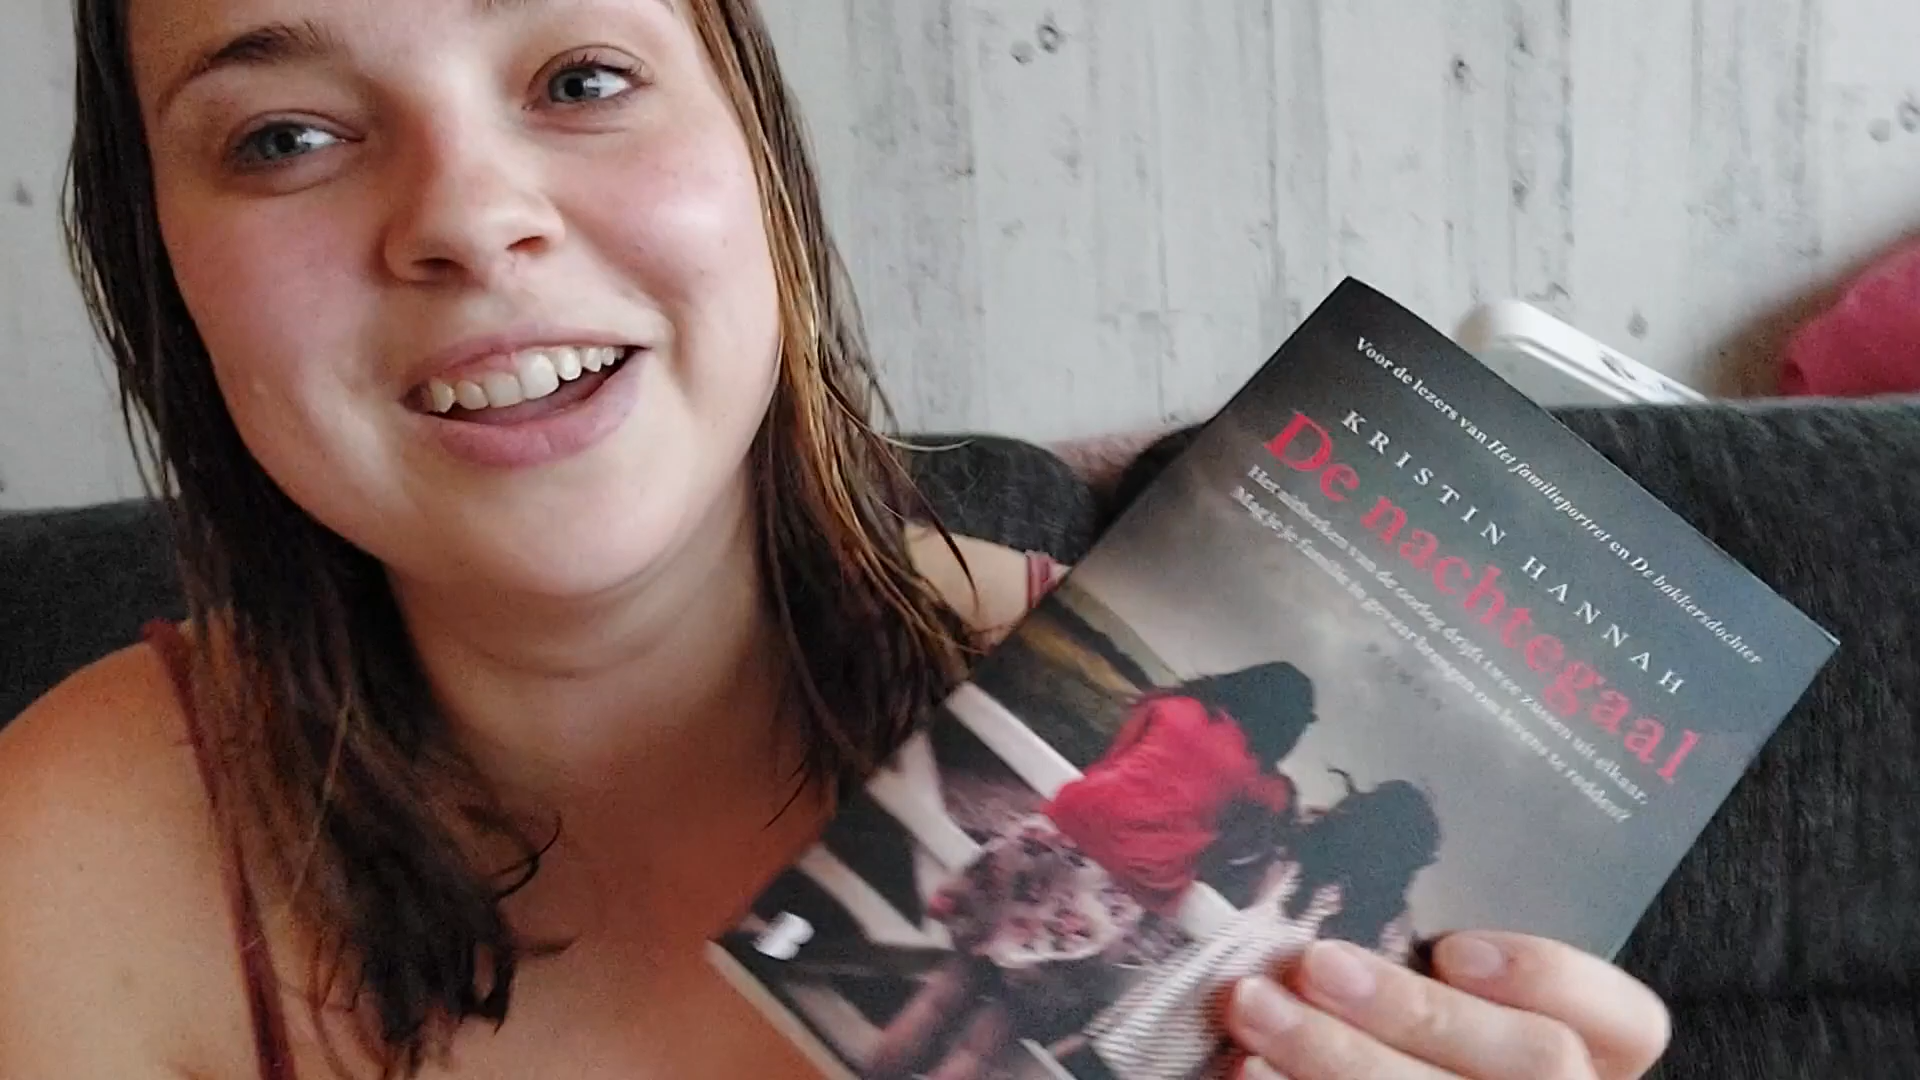 Voor de lezers van Het familieportret en De bakkersdochter
KRISTIN HANNAH
De nachtegaal
Het uitbreken van de oorlog drijft twee zussen uit elkaar.
Mag je je familie in gevaar brengen om levens te redden?